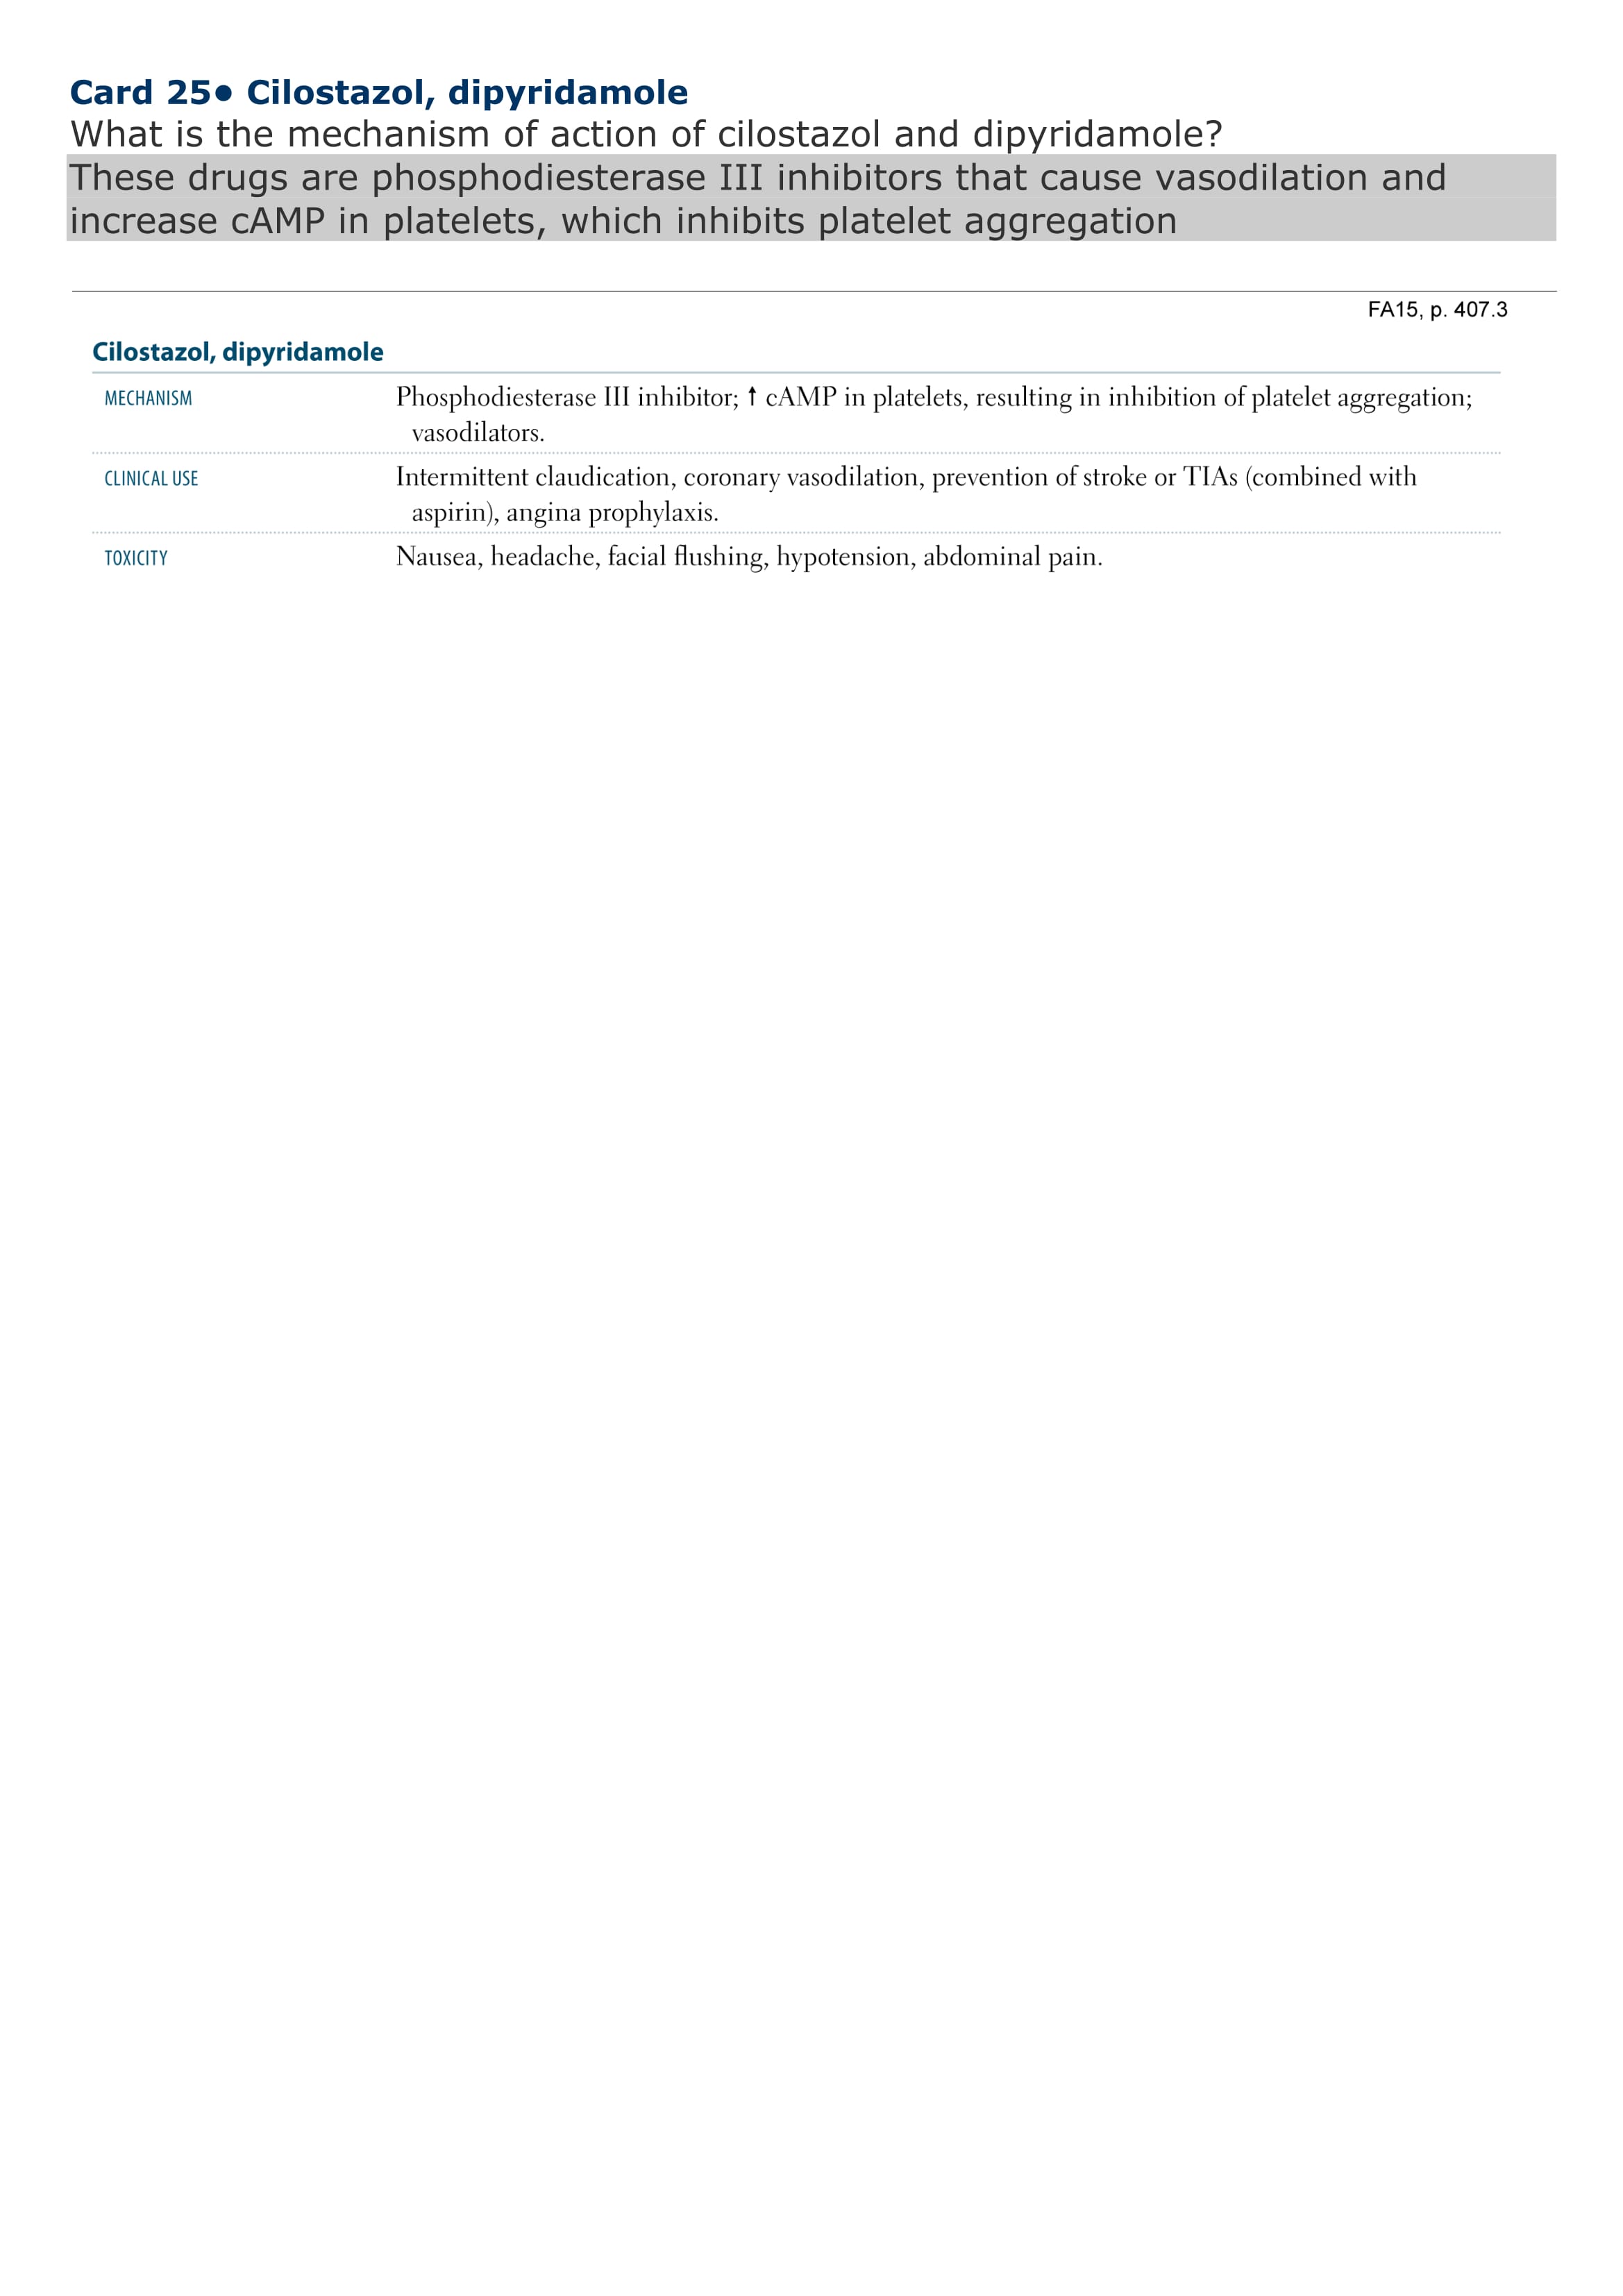 Card 25● Cilostazol, dipyridamole
What is the mechanism of action of cilostazol and dipyridamole?
These drugs are phosphodiesterase III inhibitors that cause vasodilation and
increase cAMP in platelets, which inhibits platelet aggregation
FA15, p. 407.3
Cilostazol, dipyridamole
MECHANISM Phosphodiesterase III inhibitor; ↑ cAMP in platelets, resulting in inhibition of platelet aggregation;
vasodilators.
CLINICAL USE Intermittent claudication, coronary vasodilation, prevention of stroke or TIAs (combined with
aspirin), angina prophylaxis.
TOXICITY Nausea, headache, facial flushing, hypotension, abdominal pain.